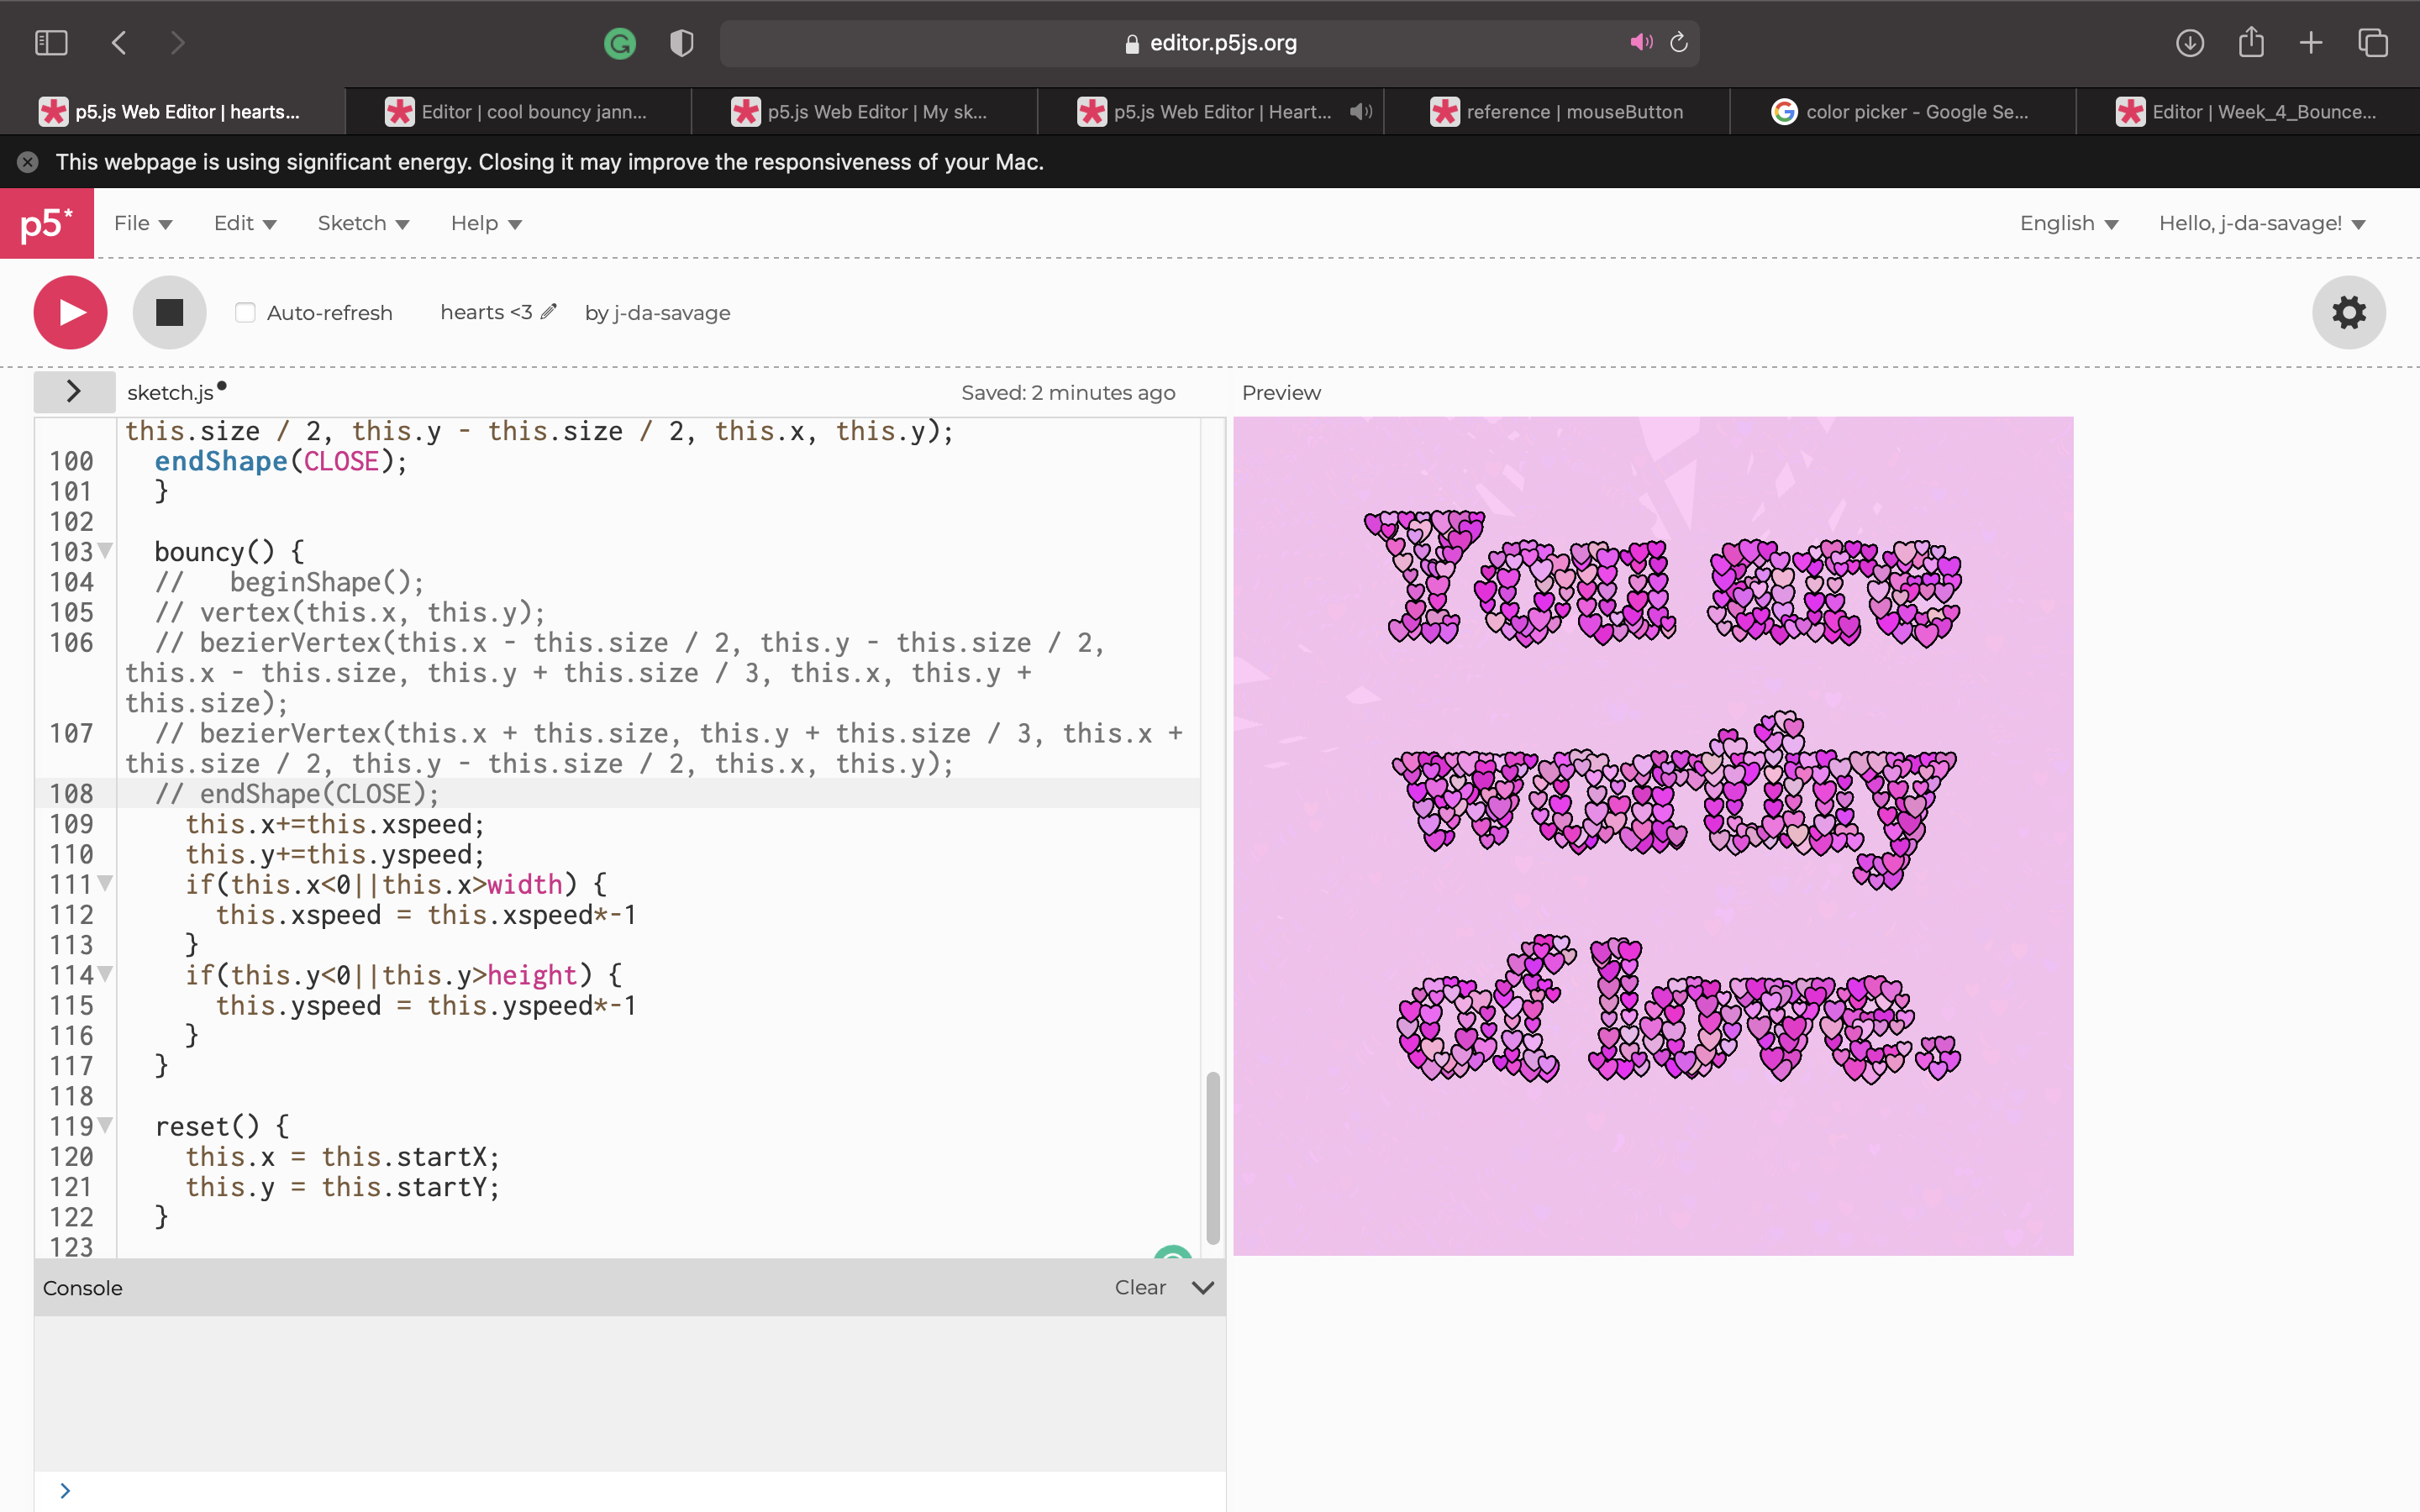 editor.p5js.org
p5.js Web Editor | hearts...
Editor | cool bouncy jann...
p5.js Web Editor | My sk...
p5.js Web Editor | Heart...
reference | mouseButton
color picker - Google Se...
Editor | Week_4_Bounce...
This webpage is using significant energy. Closing it may improve the responsiveness of your Mac.
p5*
File
Edit
Sketch
Help
English
Hello, j-da-savage!
Auto-refresh
hearts <3
by j-da-savage
sketch.js
Saved: 2 minutes ago
Preview
this.size / 2, this.y - this.size / 2, this.x, this.y);
100 endShape(CLOSE);
101 }
102
103 bouncy() {
104 //   beginShape();
105 // vertex(this.x, this.y);
106 // bezierVertex(this.x - this.size / 2, this.y - this.size / 2,
this.x - this.size, this.y + this.size / 3, this.x, this.y +
this.size);
107 // bezierVertex(this.x + this.size, this.y + this.size / 3, this.x +
this.size / 2, this.y - this.size / 2, this.x, this.y);
108 // endShape(CLOSE);
109 this.x+=this.xspeed;
110 this.y+=this.yspeed;
111 if(this.x<0||this.x>width) {
112 this.xspeed = this.xspeed*-1
113 }
114 if(this.y<0||this.y>height) {
115 this.yspeed = this.yspeed*-1
116 }
117 }
118
119 reset() {
120 this.x = this.startX;
121 this.y = this.startY;
122 }
123
Console
Clear
You are
worthy
of love.